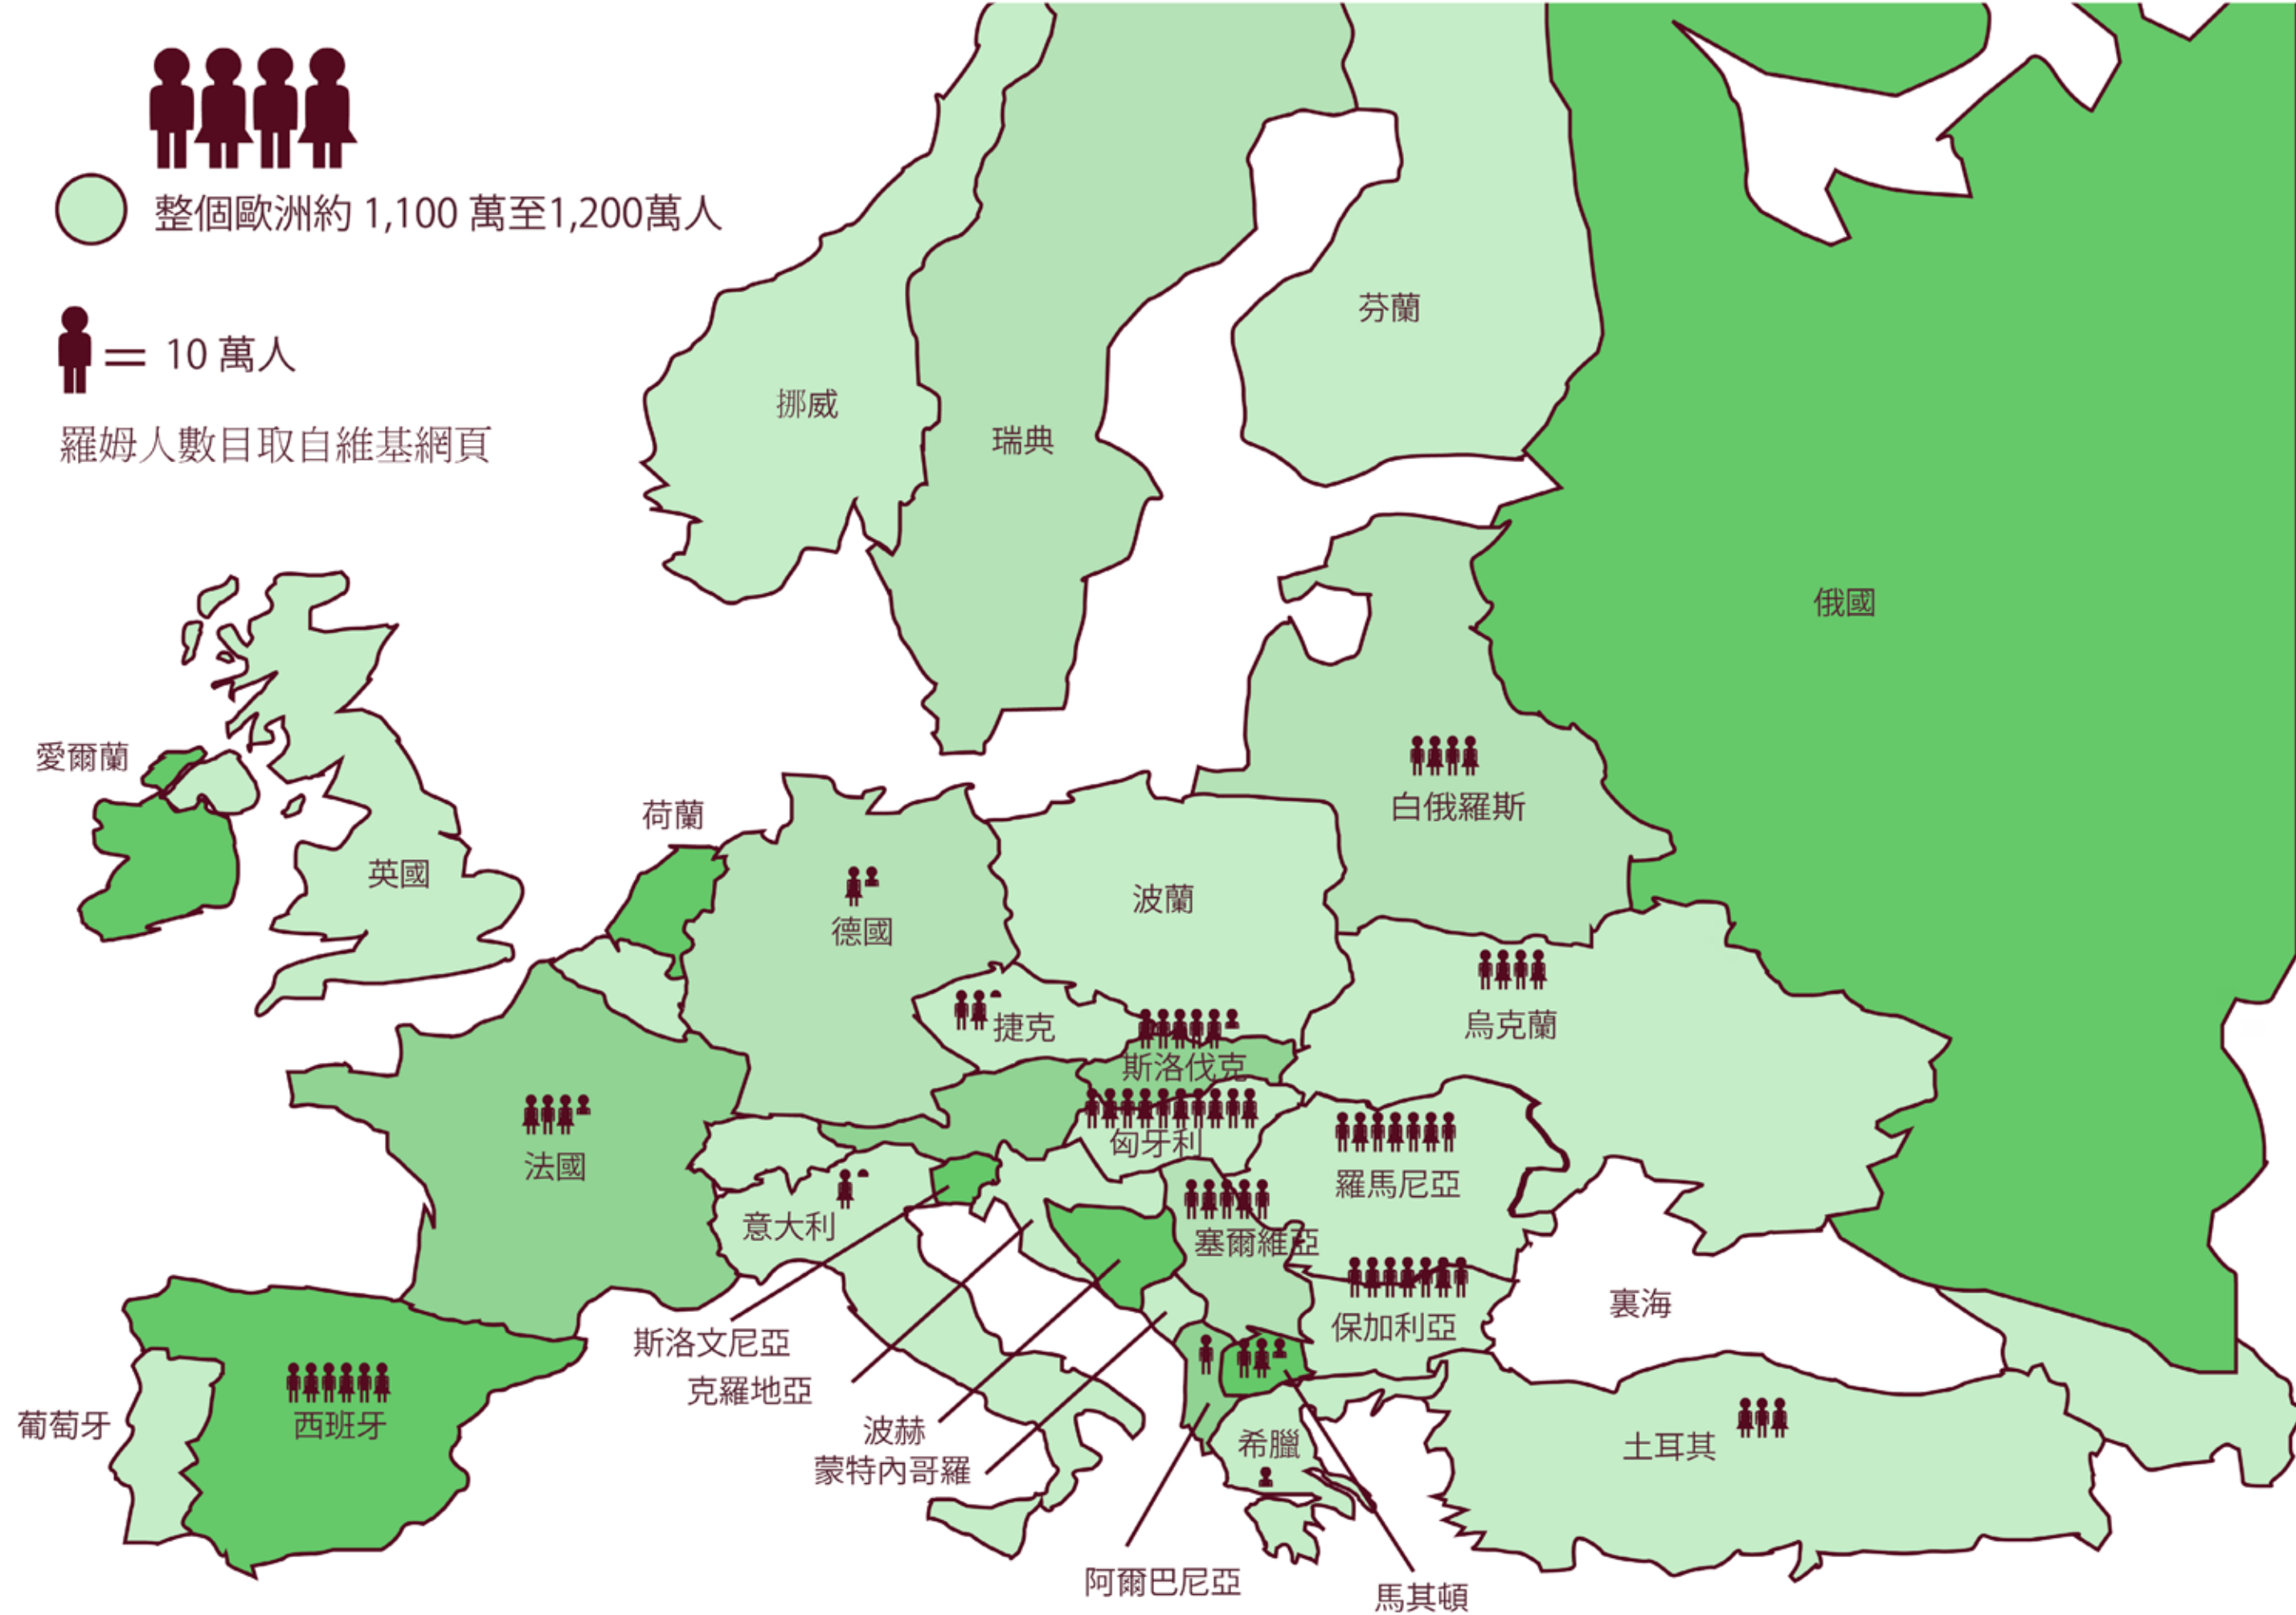 整個歐洲約 1,100 萬至1,200萬人
= 10 萬人
羅姆人數目取自維基網頁
芬蘭
挪威
瑞典
俄國
愛爾蘭
荷蘭
白俄羅斯
英國
德國
波蘭
捷克
烏克蘭
斯洛伐克
匈牙利
法國
羅馬尼亞
意大利
塞爾維亞
裏海
保加利亞
斯洛文尼亞
克羅地亞
葡萄牙
西班牙
波赫
希臘
土耳其
蒙特內哥羅
阿爾巴尼亞
馬其頓